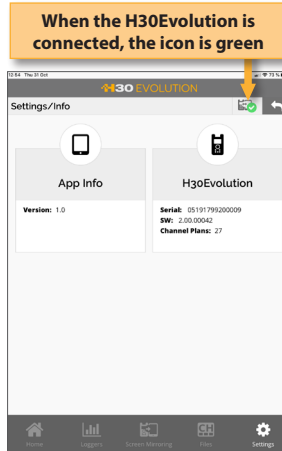 When the H30Evolution is
connected, the icon is green
12:54 Thu 31 Oct
73 %
H30 EVOLUTION
Settings/Info
App Info
H30Evolution
Version: 1.0
Serial: 05191799200009
SW: 2.00.00042
Channel Plans: 27
CH
Home
Loggers
Screen Mirroring
Files
Settings